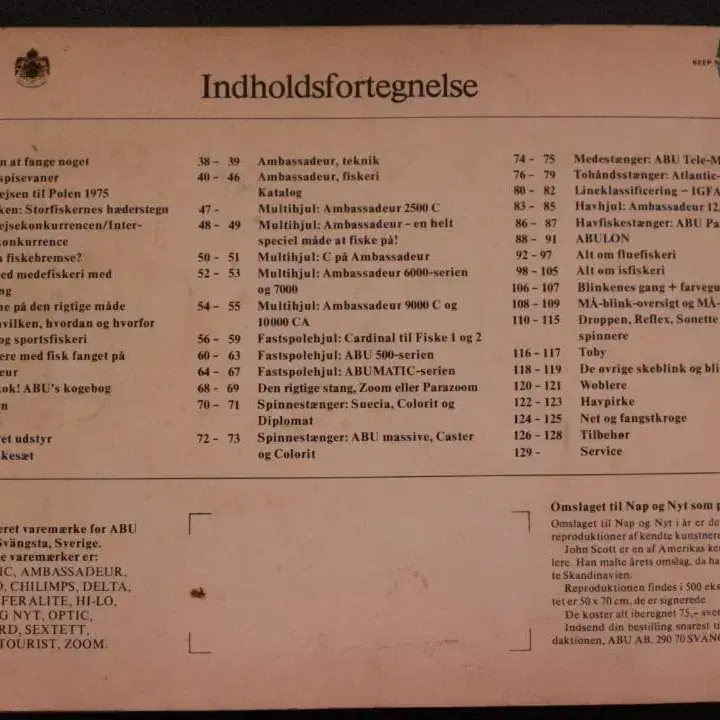 KEEP
Indholdsfortegnelse
n at fange noget
spisevaner
ejsen til Polen 1975
ken: Storfiskernes hæderstegn
ejsekonkurrencen/Inter-
konkurrence
fiskebremse?
ed medefiskeri med
ng
ne på den rigtige måde
hvilken, hvordan og hvorfor
og sportsfiskeri
ere med fisk fanget på
eur
kok! ABU's kogebog
en
et udstyr
kesæt
38 – 39 Ambassadeur, teknik
40 – 46 Ambassadeur, fiskeri
Katalog
47 – Multihjul: Ambassadeur 2500 C
48 – 49 Multihjul: Ambassadeur – en helt
speciel måde at fiske på!
50 – 51 Multihjul: C på Ambassadeur
52 – 53 Multihjul: Ambassadeur 6000-serien
og 7000
54 – 55 Multihjul: Ambassadeur 9000 C og
10000 CA
56 – 59 Fastspolehjul: Cardinal til Fiske 1 og 2
60 – 63 Fastspolehjul: ABU 500-serien
64 – 67 Fastspolehjul: ABUMATIC-serien
68 – 69 Den rigtige stang, Zoom eller Parazoom
70 – 71 Spinnestænger: Suecia, Colorit og
Diplomat
72 – 73 Spinnestænger: ABU massive, Caster
og Colorit
74 – 75 Medestænger: ABU Tele-M
76 – 79 Tohåndsstænger: Atlantic-
80 – 82 Lineklassificering – IGFA
83 – 85 Havhjul: Ambassadeur 12
86 – 87 Havfiskestænger: ABU Pa
88 – 91 ABULON
92 – 97 Alt om fluefiskeri
98 – 105 Alt om isfiskeri
106 – 107 Blinkenes gang + farvegu
108 – 109 MÅ-blink-oversigt og MÅ-
110 – 115 Droppen, Reflex, Sonette
spinnere
116 – 117 Toby
118 – 119 De øvrige skeblink og bli
120 – 121 Woblere
122 – 123 Havpirke
124 – 125 Net og fangstkroge
126 – 128 Tilbehør
129 – Service
eret varemærke for ABU
Svängsta, Sverige.
e varemærker er:
IC, AMBASSADEUR,
O, CHILIMPS, DELTA,
FERALITE, HI-LO,
G NYT, OPTIC,
RD, SEXTETT,
TOURIST, ZOOM.
Omslaget til Nap og Nyt som p
Omslaget til Nap og Nyt i år er de
reproduktioner af kendte kunstnere
John Scott er en af Amerikas ke
lere. Han malte årets omslag, da ha
te Skandinavien.
Reproduktionen findes i 500 eks
tet er 50 x 70 cm, de er signerede.
De koster alt iberegnet 75,– sve
Indsend din bestilling snarest ti
daktionen, ABU AB, 290 70 SVÄNG